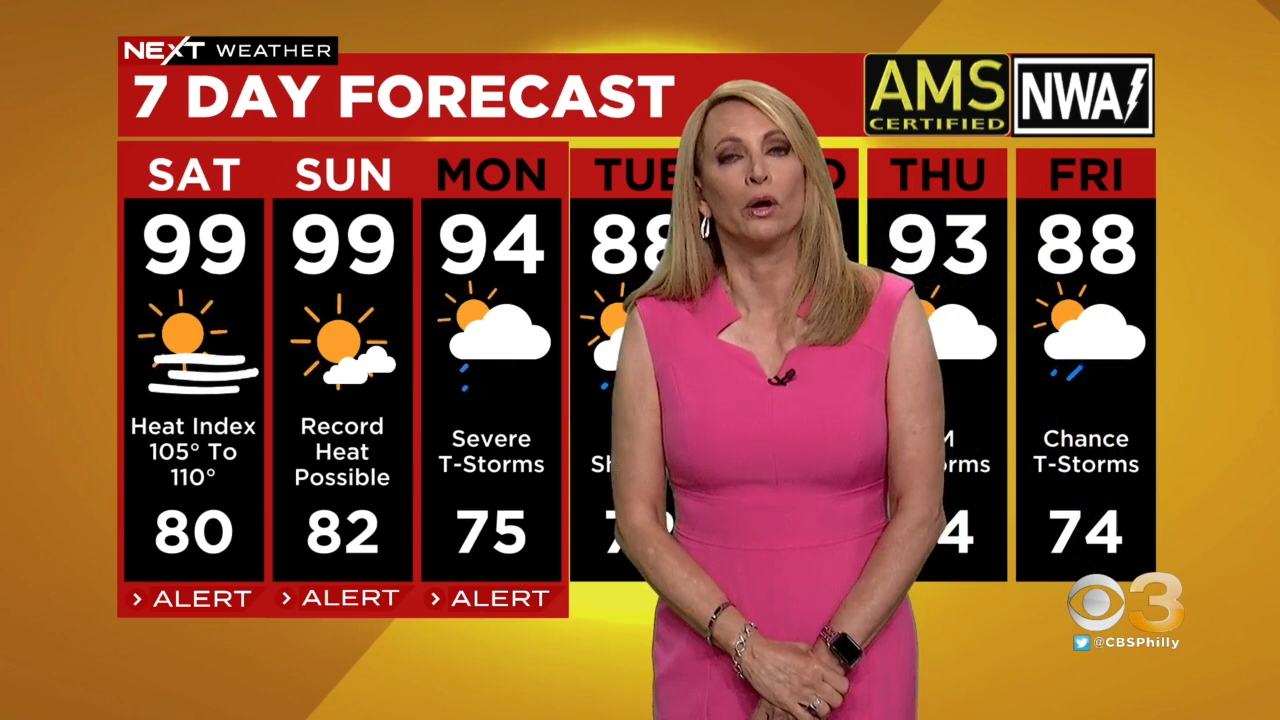 NEXT WEATHER
7 DAY FORECAST
AMS
CERTIFIED
NWA
SAT
99
Heat Index
105° To
110°
80
> ALERT
SUN
99
Record
Heat
Possible
82
> ALERT
MON
94
Severe
T-Storms
75
> ALERT
THU
93
FRI
88
Chance
T-Storms
74
3
@CBSPhilly